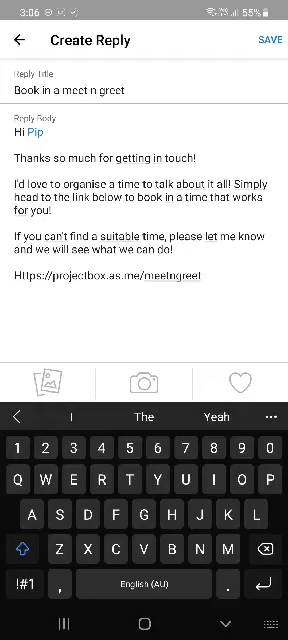 3:06
55%
Create Reply
SAVE
Reply Title
Book in a meet n greet
Reply Body
Hi Pip
Thanks so much for getting in touch!
I'd love to organise a time to talk about it all! Simply
head to the link below to book in a time that works
for you!
If you can't find a suitable time, please let me know
and we will see what we can do!
Https://projectbox.as.me/meetngreet
I The Yeah
1 2 3 4 5 6 7 8 9 0
Q W E R T Y U I O P
A S D F G H J K L
Z X C V B N M
!#1 , English (AU) .